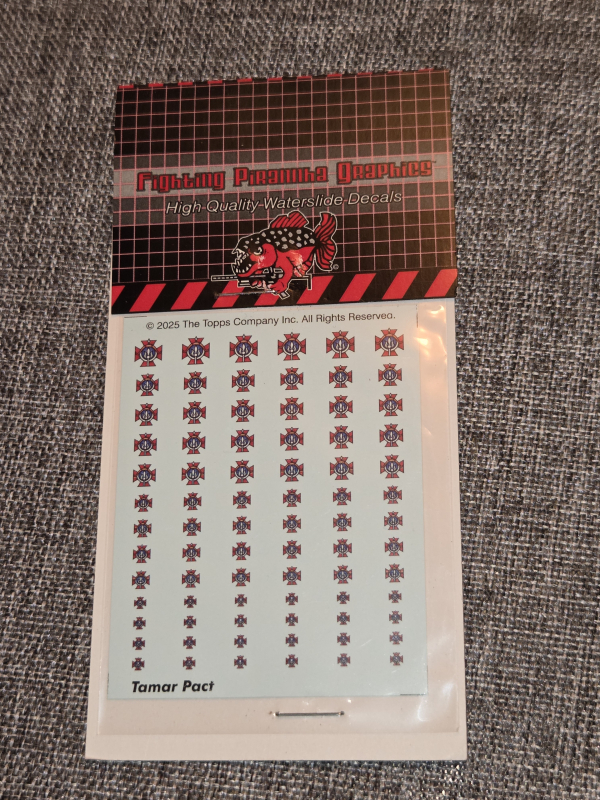 Fighting Piranha Graphics
High-Quality-Waterslide-Decals
©
© 2025 The Topps Company Inc. All Rights Reserved.
Tamar Pact